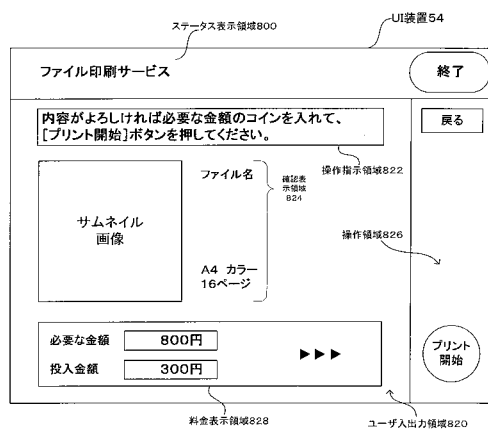 ステータス表示領域800
UI装置54
ファイル印刷サービス
終了
内容がよろしければ必要な金額のコインを入れて、
[プリント開始]ボタンを押してください。
戻る
操作指示領域822
ファイル名
確認表
示領域
824
サムネイル
画像
操作領域826
A4 カラー
16ページ
必要な金額 800円
投入金額 300円
▶▶▶
プリント
開始
料金表示領域828
ユーザ入出力領域820